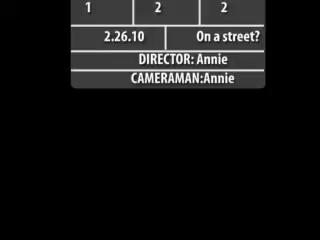 1 2 2
2.26.10 On a street?
DIRECTOR: Annie
CAMERAMAN:Annie